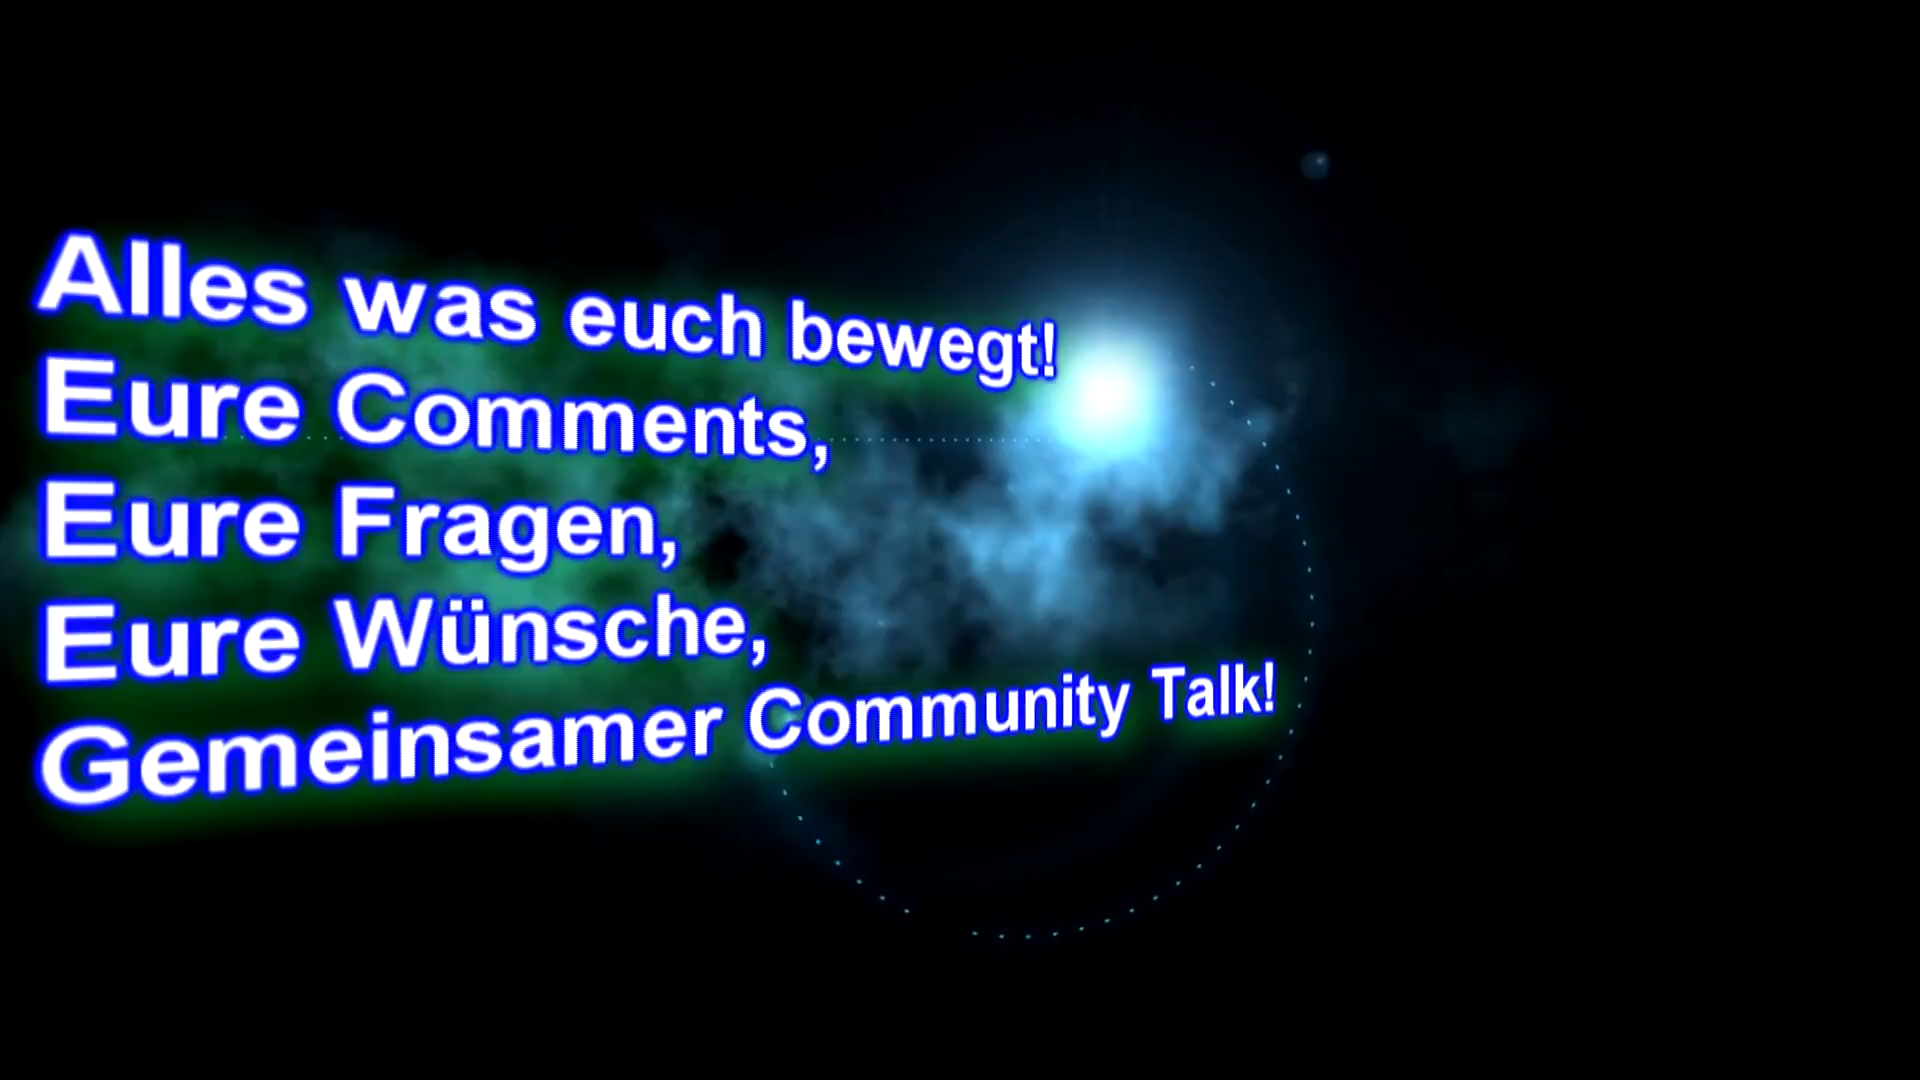 Alles was euch bewegt!
Eure Comments,
Eure Fragen,
Eure Wünsche,
Gemeinsamer Community Talk!